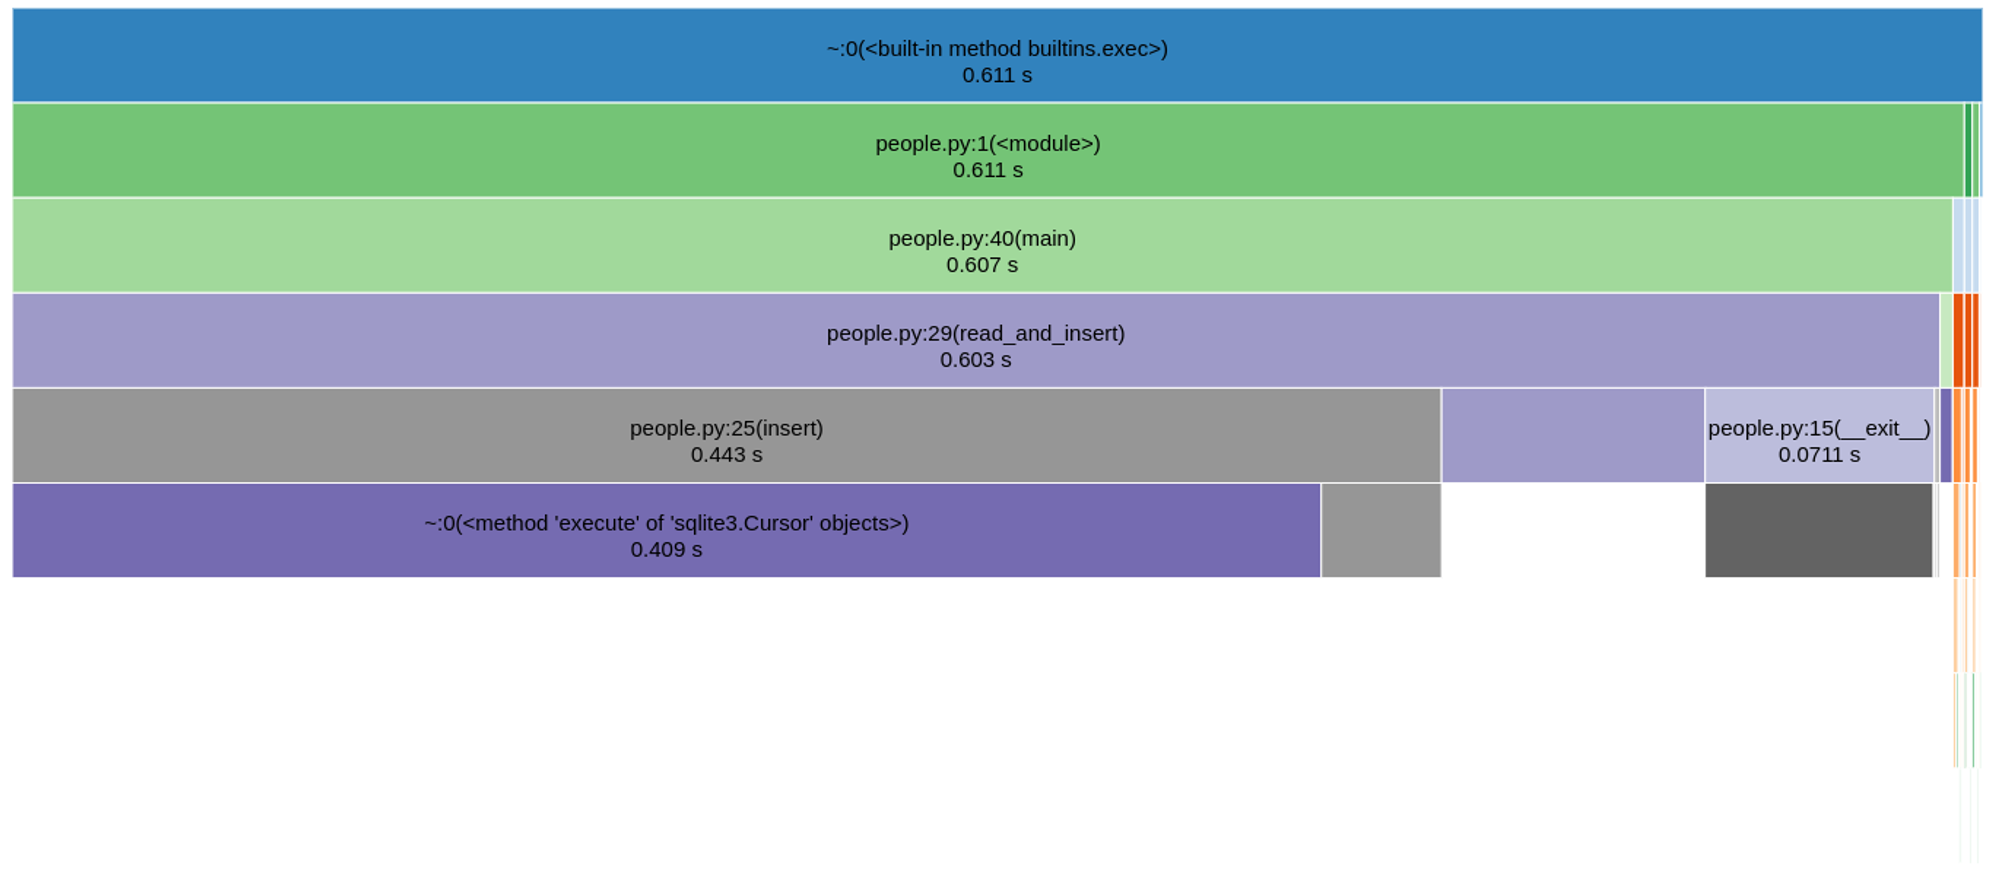 ~:0(<built-in method builtins.exec>)
0.611 s
people.py:1(<module>)
0.611 s
people.py:40(main)
0.607 s
people.py:29(read_and_insert)
0.603 s
people.py:25(insert)
0.443 s
people.py:15(__exit__)
0.0711 s
~:0(<method 'execute' of 'sqlite3.Cursor' objects>)
0.409 s